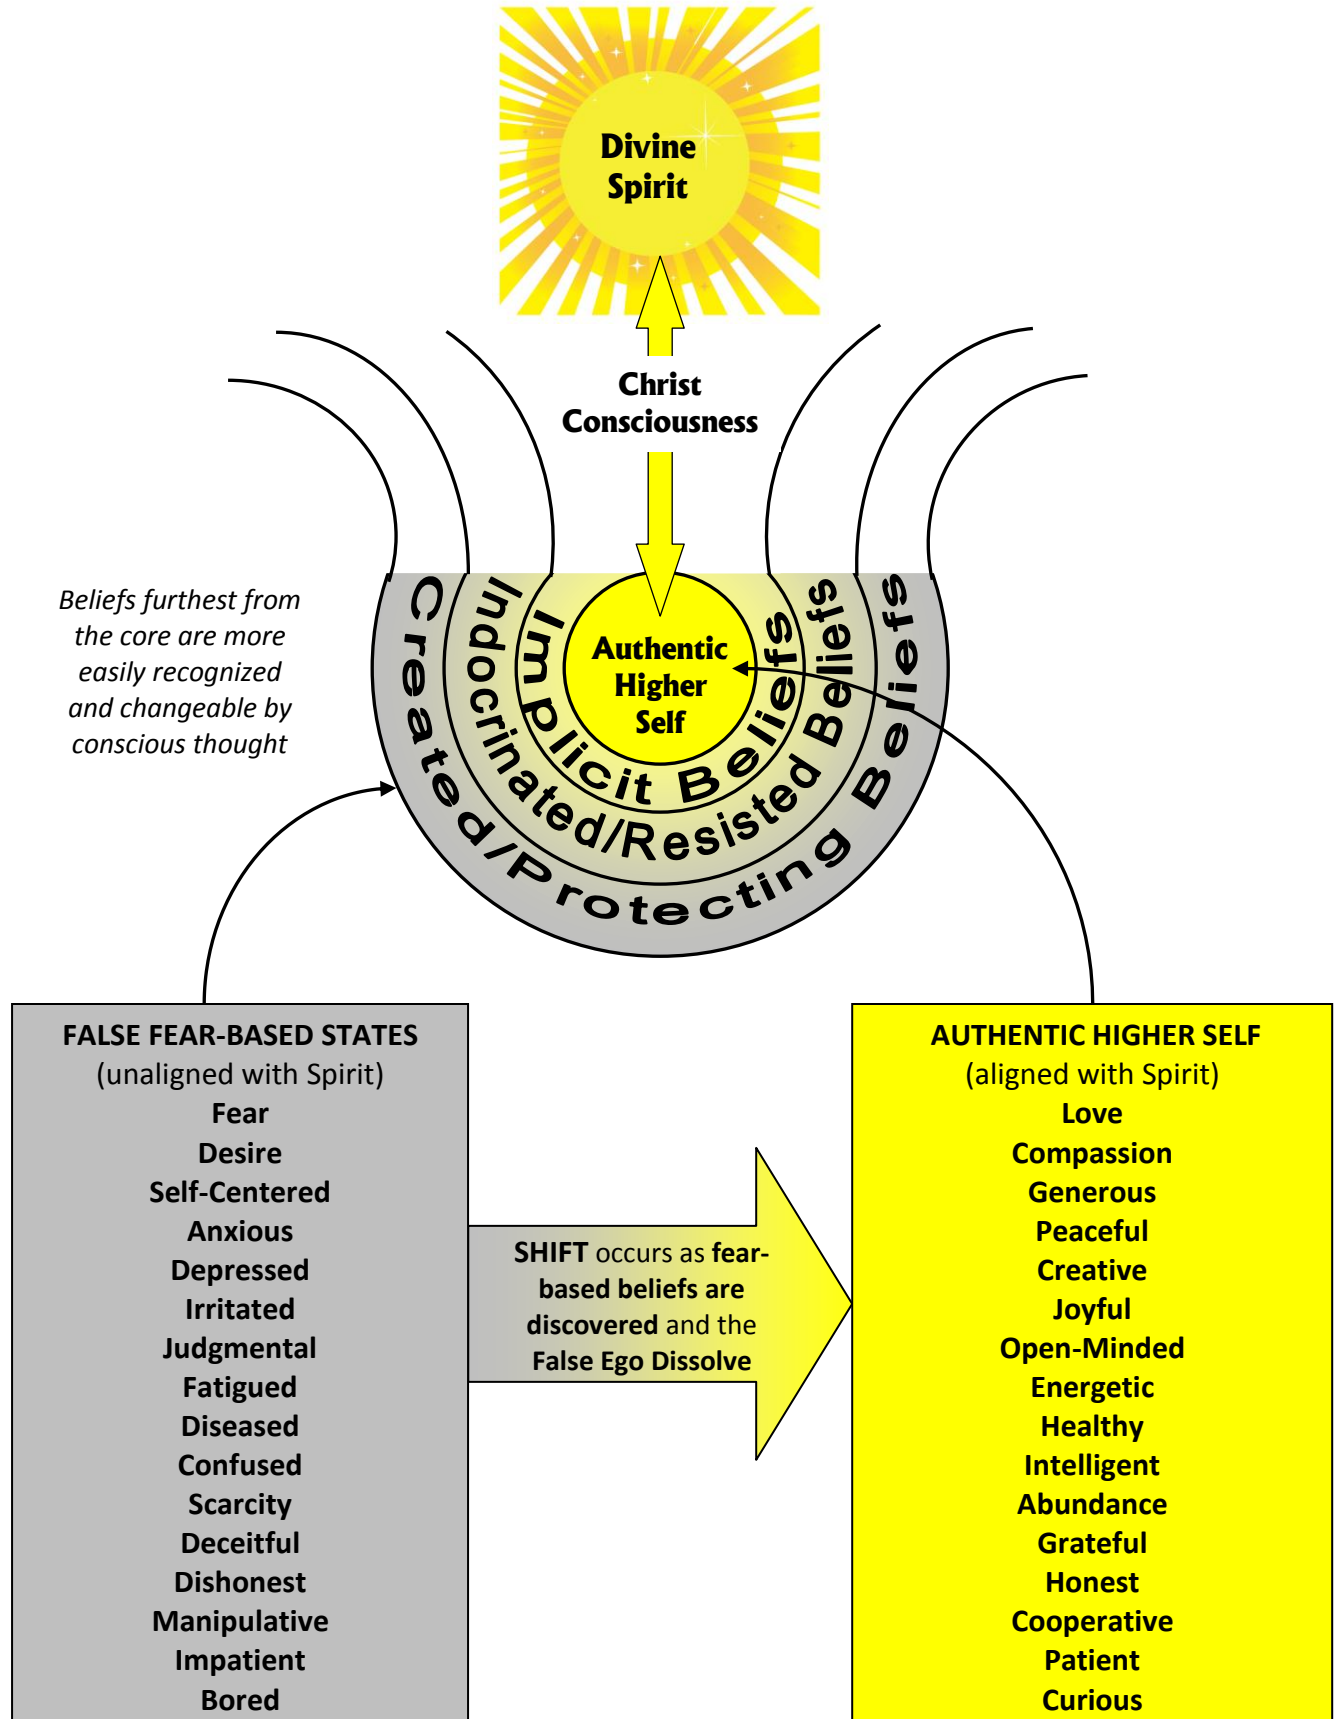 Divine
Spirit
Christ
Consciousness
Beliefs furthest from
the core are more
easily recognized
and changeable by
conscious thought
Authentic
Higher
Self
Implicit Beliefs
Indocrinated/Resisted Beliefs
Created/Protecting Beliefs
FALSE FEAR-BASED STATES
(unaligned with Spirit)
Fear
Desire
Self-Centered
Anxious
Depressed
Irritated
Judgmental
Fatigued
Diseased
Confused
Scarcity
Deceitful
Dishonest
Manipulative
Impatient
Bored
SHIFT occurs as fear-
based beliefs are
discovered and the
False Ego Dissolve
AUTHENTIC HIGHER SELF
(aligned with Spirit)
Love
Compassion
Generous
Peaceful
Creative
Joyful
Open-Minded
Energetic
Healthy
Intelligent
Abundance
Grateful
Honest
Cooperative
Patient
Curious